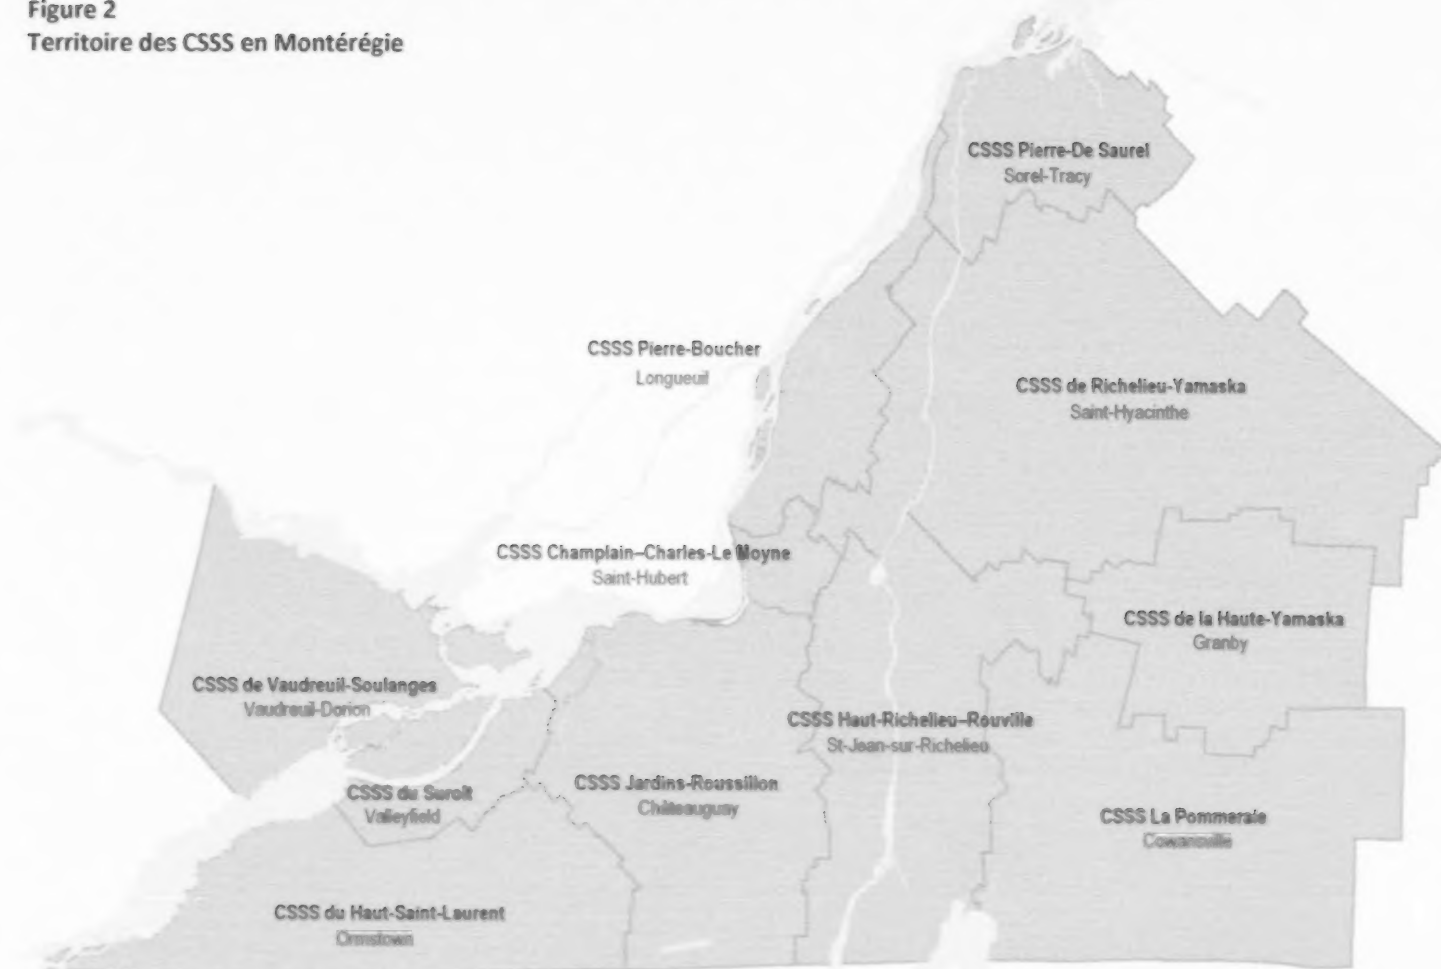 Figure 2
Territoire des CSSS en Montérégie
CSSS Pierre-De Saurel
Sorel-Tracy
CSSS Pierre-Boucher
Longueuil
CSSS de Richelieu-Yamaska
Saint-Hyacinthe
CSSS Champlain–Charles-Le Moyne
Saint-Hubert
CSSS de la Haute-Yamaska
Granby
CSSS de Vaudreuil-Soulanges
Vaudreuil-Dorion
CSSS Haut-Richelieu–Rouville
St-Jean-sur-Richelieu
CSSS du Suroît
Valleyfield
CSSS Jardins-Roussillon
Châteauguay
CSSS La Pommeraie
Cowansville
CSSS du Haut-Saint-Laurent
Ormstown